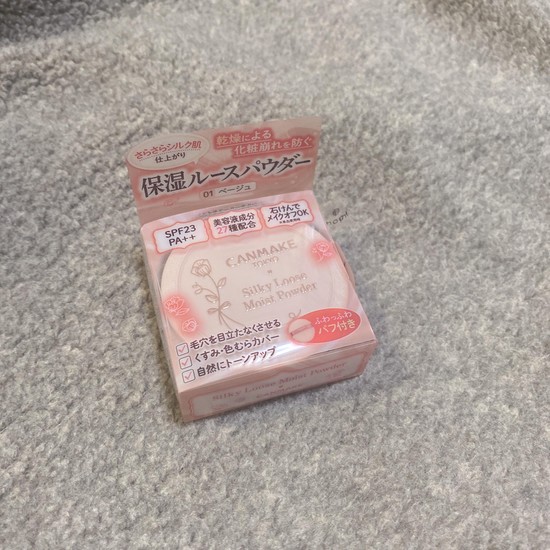 さらさらシルク肌
仕上がり
乾燥による
化粧崩れを防ぐ
保湿ルースパウダー
01 ベージュ
SPF23
PA++
美容液成分
27種配合
石けんで
メイクオフOK
CANMAKE
TOKYO
Silky Loose
Moist Powder
毛穴を目立たなくさせる
くすみ・色むらカバー
自然にトーンアップ
ふわっふわ
パフ付き
Silky Loose Moist Powder